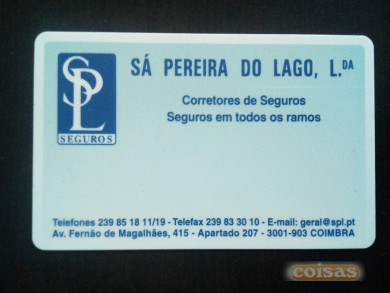 SPL
SEGUROS
SÁ PEREIRA DO LAGO, L.DA
Corretores de Seguros
Seguros em todos os ramos
Telefones 239 85 18 11/19 - Telefax 239 83 30 10 - E-mail: geral@spl.pt
Av. Fernão de Magalhães, 415 - Apartado 207 - 3001-903 COIMBRA
coisas